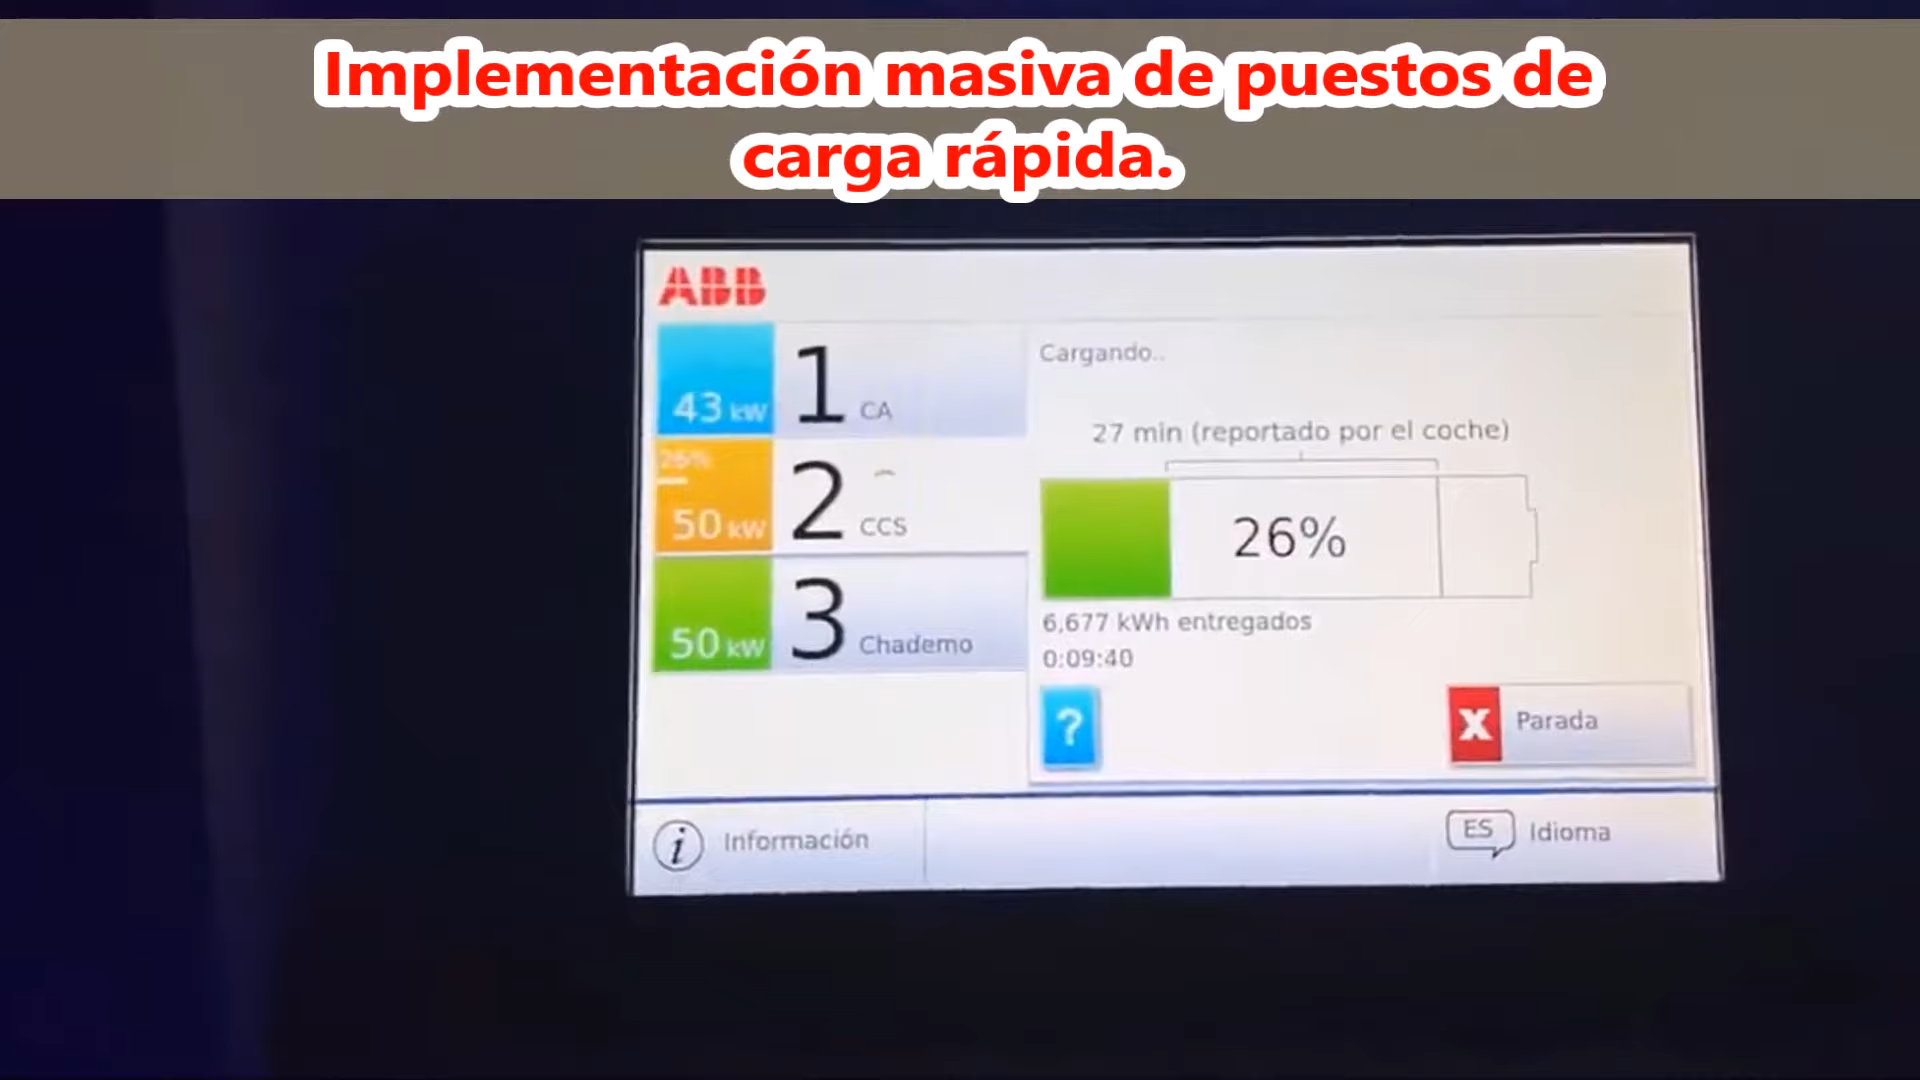 Implementación masiva de puestos de
carga rápida.
ABB
43 kW 1 CA
26%
50 kW 2 CCS
50 kW 3 Chademo
Cargando..
27 min (reportado por el coche)
26%
6,677 kWh entregados
0:09:40
?
X Parada
i Información
ES Idioma